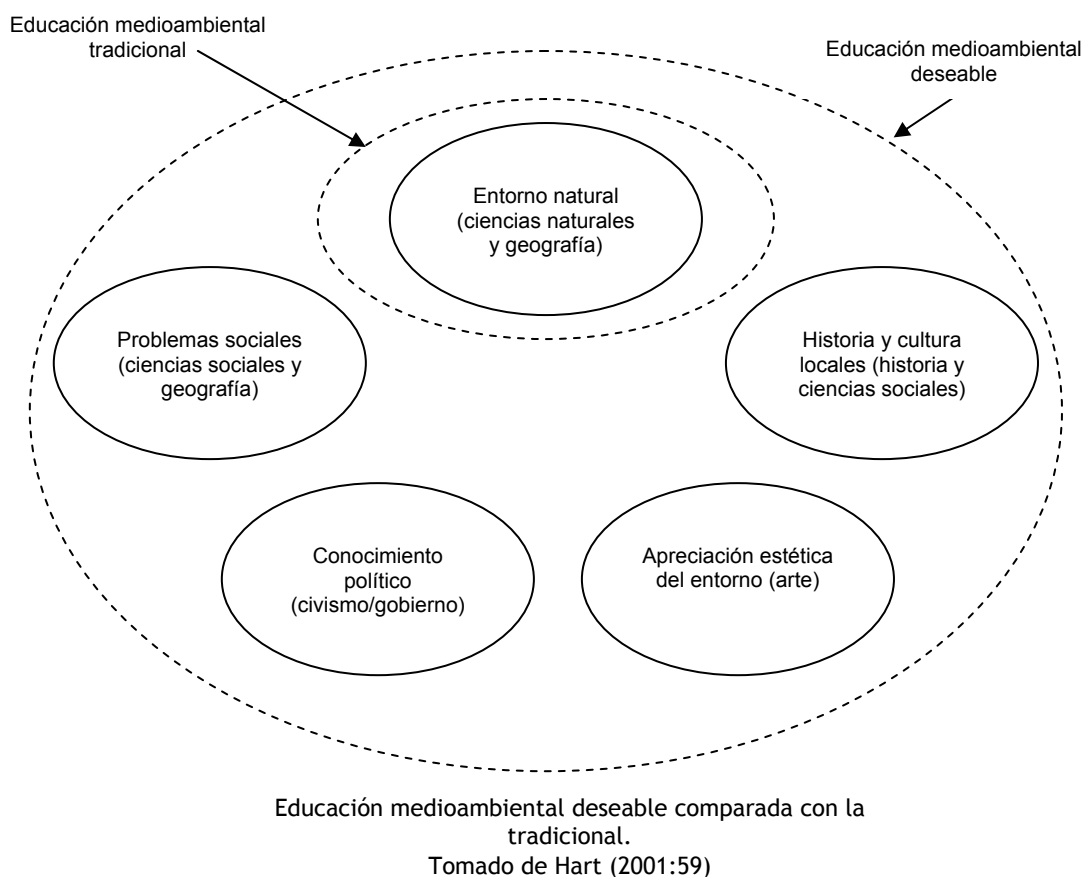 Educación medioambiental
tradicional
Educación medioambiental
deseable
Entorno natural
(ciencias naturales
y geografía)
Problemas sociales
(ciencias sociales y
geografía)
Historia y cultura
locales (historia y
ciencias sociales)
Conocimiento
político
(civismo/gobierno)
Apreciación estética
del entorno (arte)
Educación medioambiental deseable comparada con la
tradicional.
Tomado de Hart (2001:59)